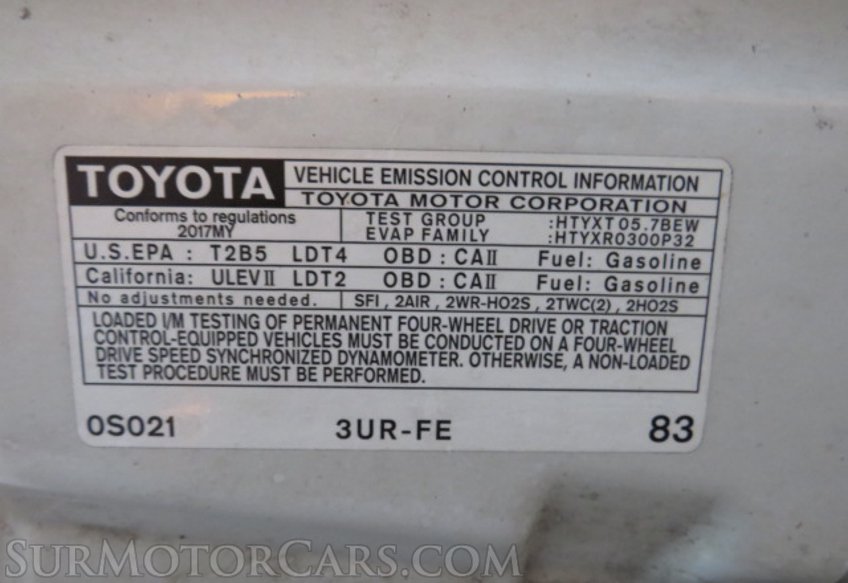 TOYOTA VEHICLE EMISSION CONTROL INFORMATION
TOYOTA MOTOR CORPORATION
Conforms to regulations
2017MY
TEST GROUP :HTYXT05.7BEW
EVAP FAMILY :HTYXR0300P32
U.S.EPA : T2B5 LDT4 OBD : CAII Fuel: Gasoline
California: ULEVII LDT2 OBD : CAII Fuel: Gasoline
No adjustments needed. SFI , 2AIR , 2WR-HO2S , 2TWC(2) , 2HO2S
LOADED I/M TESTING OF PERMANENT FOUR-WHEEL DRIVE OR TRACTION
CONTROL-EQUIPPED VEHICLES MUST BE CONDUCTED ON A FOUR-WHEEL
DRIVE SPEED SYNCHRONIZED DYNAMOMETER. OTHERWISE, A NON-LOADED
TEST PROCEDURE MUST BE PERFORMED.
0S021 3UR-FE 83
SURMOTORCARS.COM